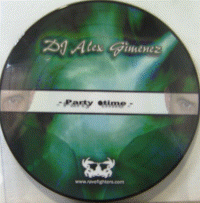 DJ Alex Gimenez
- Party time -
www.ravefighters.com